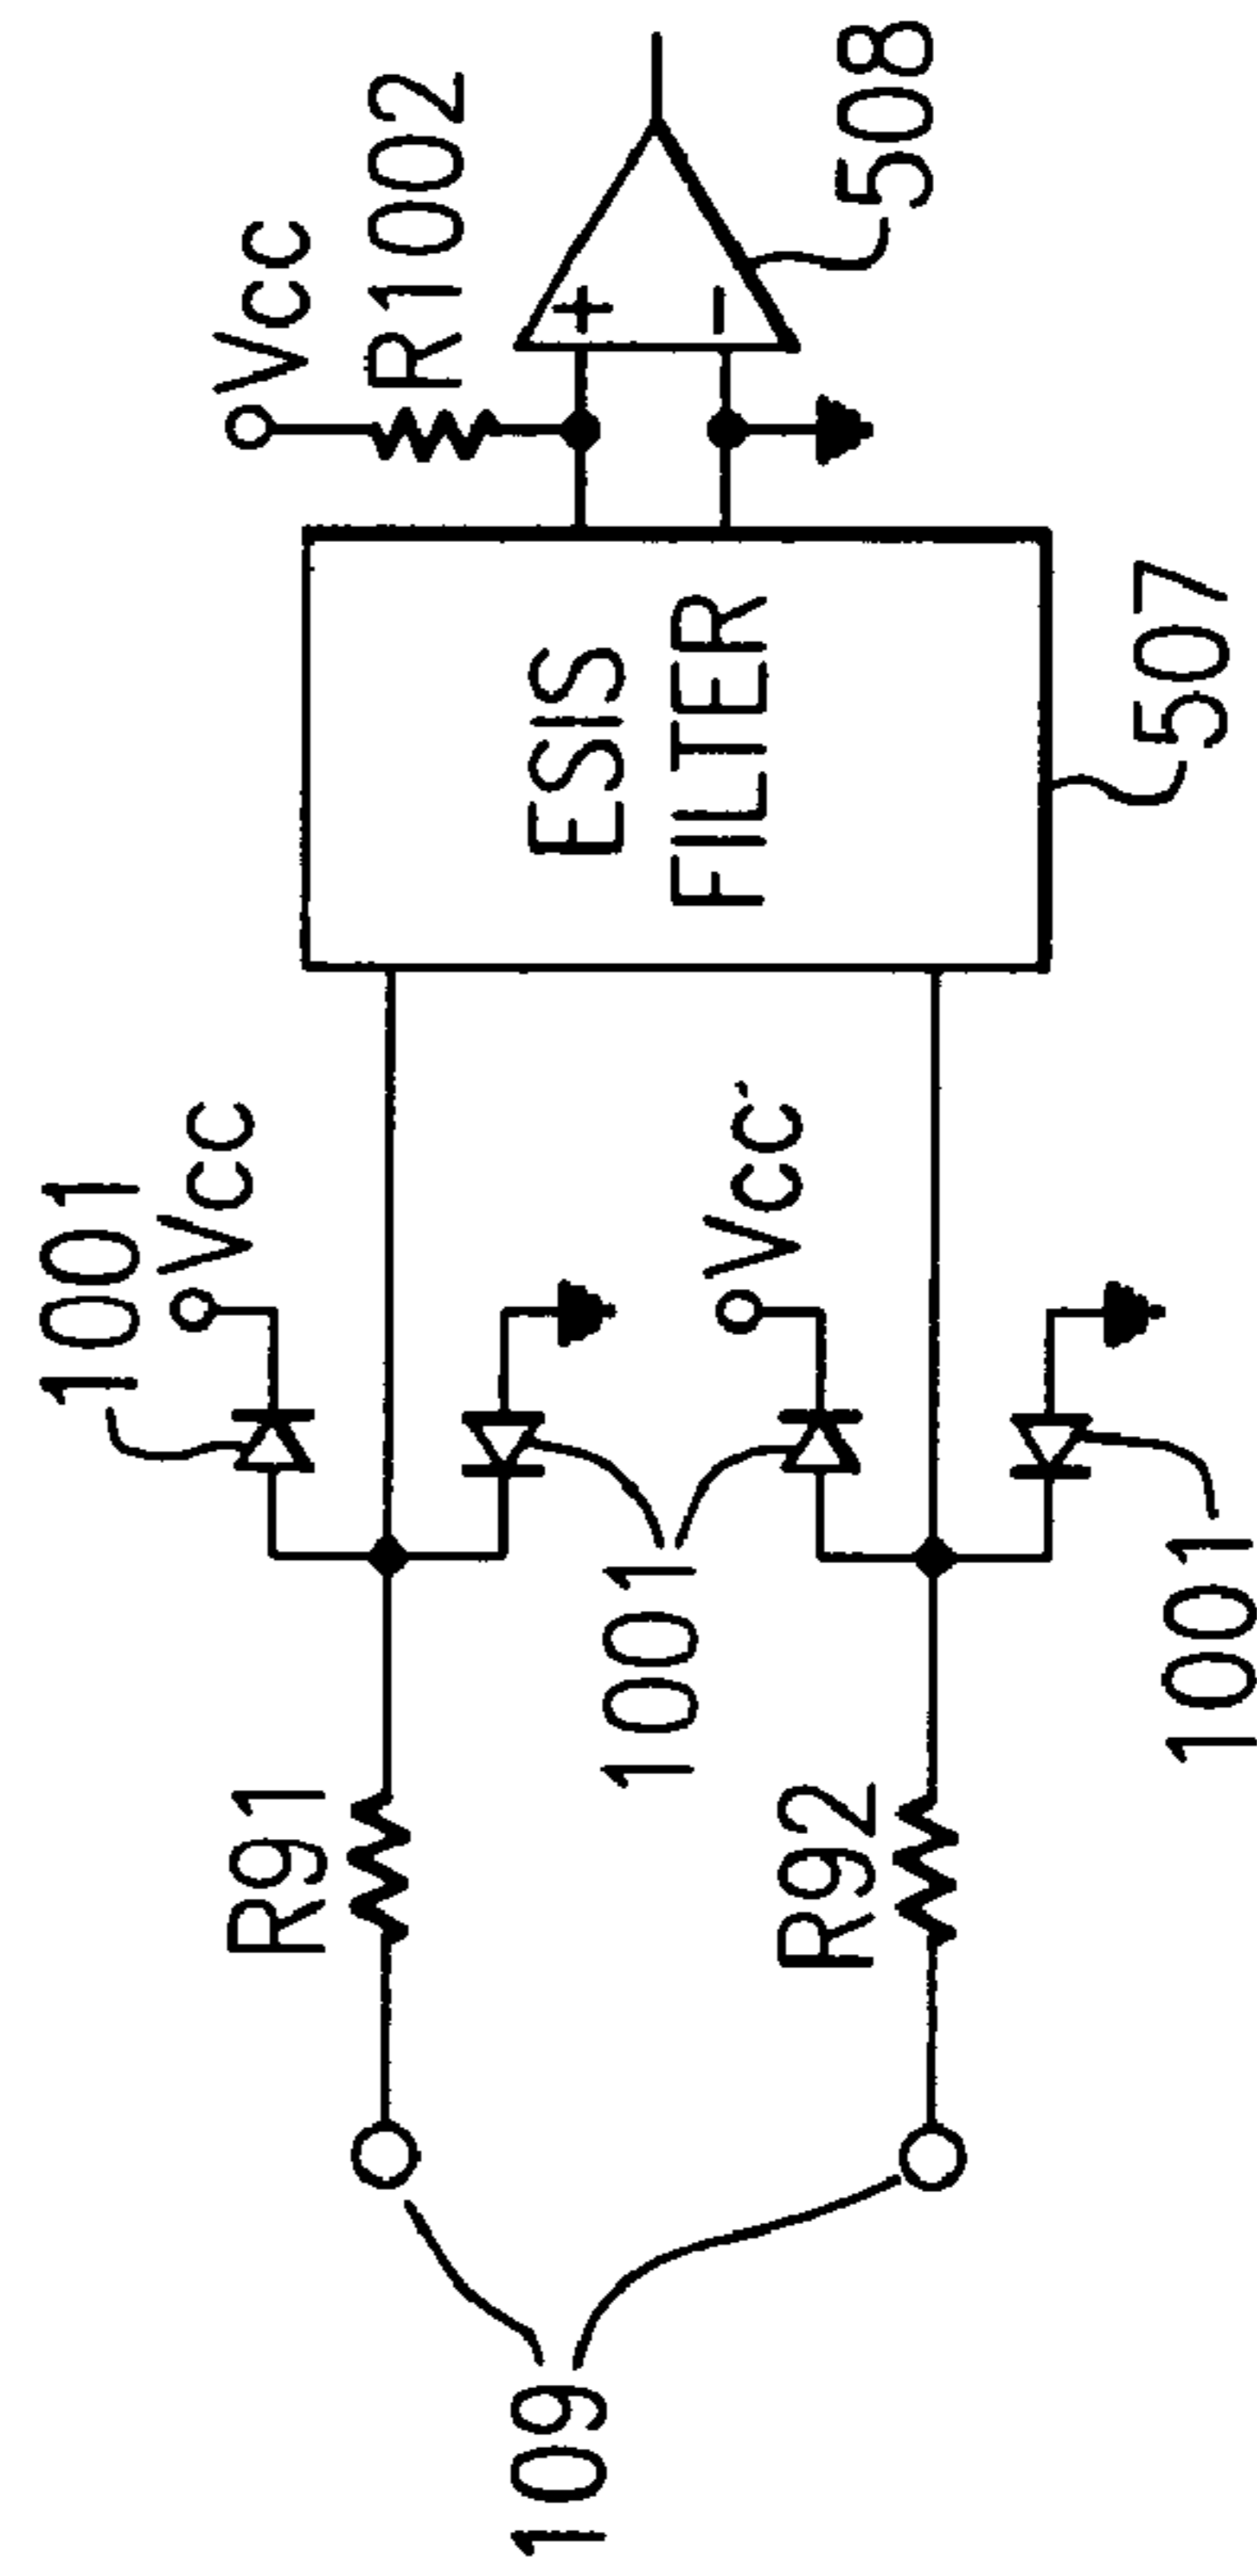 109
R91
R92
1001
Vcc
1001
Vcc
1001
ESIS
FILTER
507
Vcc
R1002
+
−
508